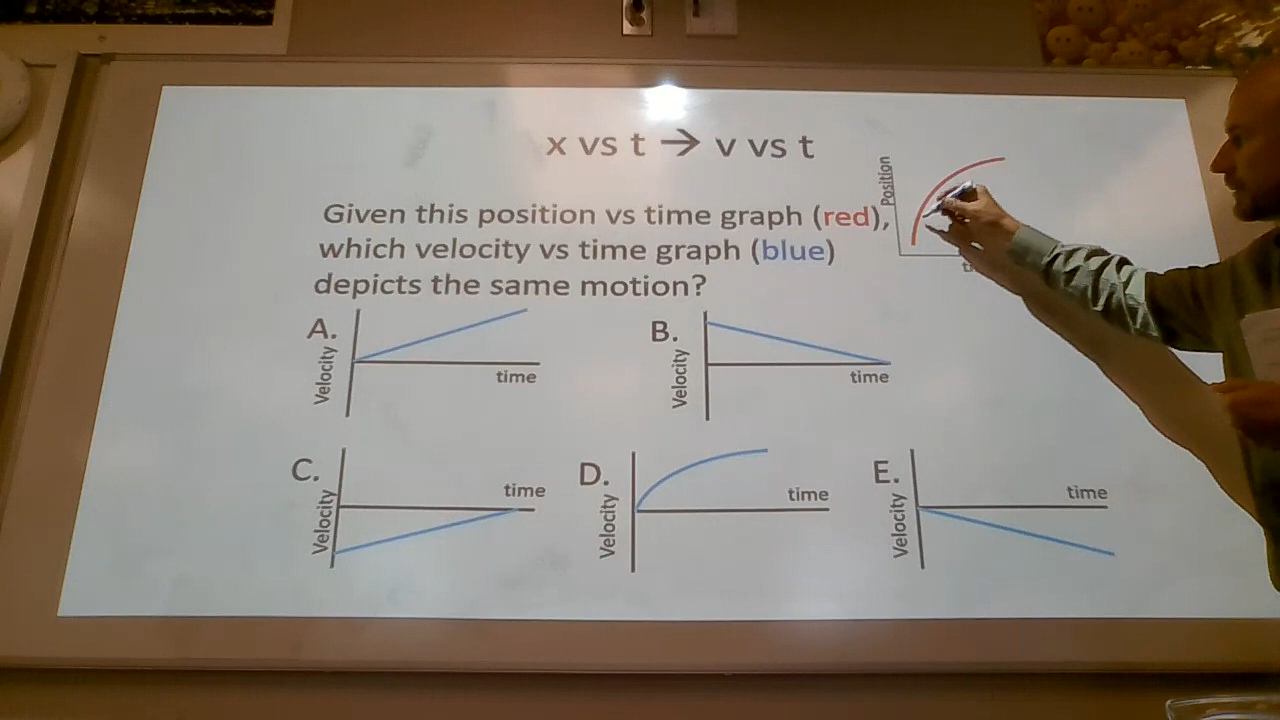 x vs t → v vs t
Position
Given this position vs time graph (red),
which velocity vs time graph (blue)
depicts the same motion?
A.
Velocity
time
B.
Velocity
time
C.
Velocity
time
D.
Velocity
time
E.
Velocity
time